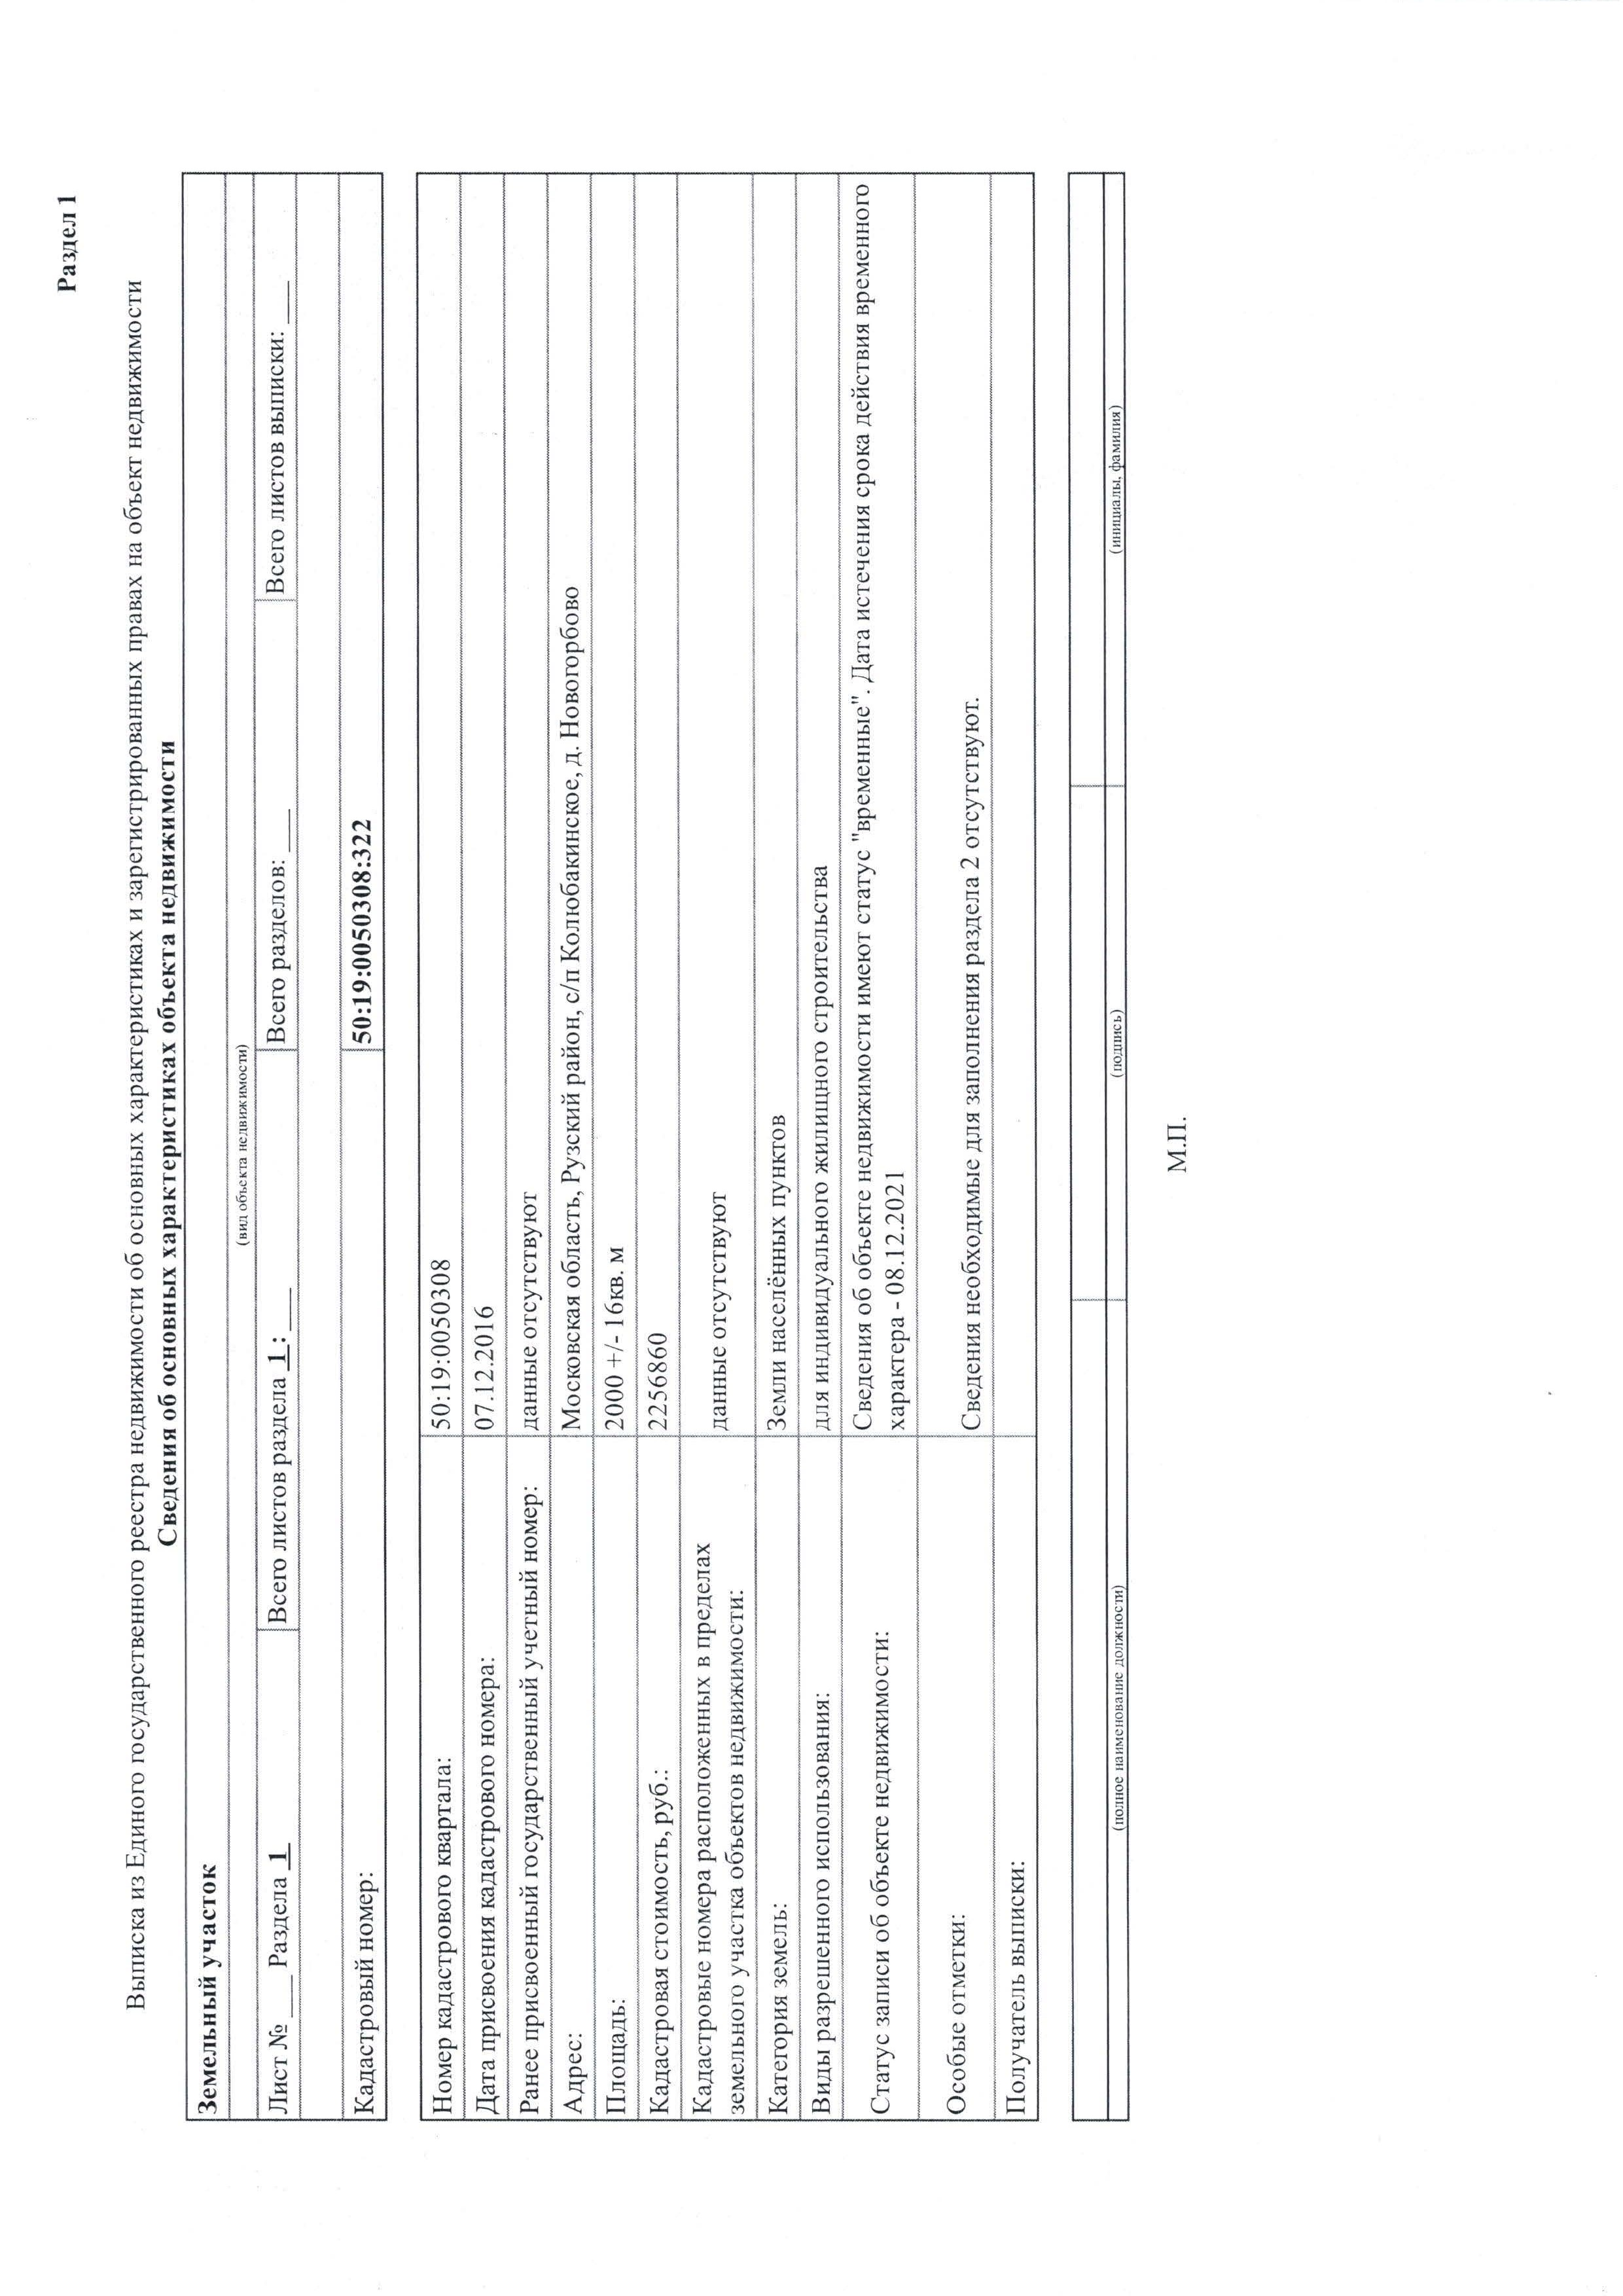 Раздел 1
Выписка из Единого государственного реестра недвижимости об основных характеристиках и зарегистрированных правах на объект недвижимости
Сведения об основных характеристиках объекта недвижимости
Земельный участок
(вид объекта недвижимости)
Лист № ___ Раздела 1 Всего листов раздела 1: ___ Всего разделов: ___ Всего листов выписки: ___
Кадастровый номер: 50:19:0050308:322
Номер кадастрового квартала: 50:19:0050308
Дата присвоения кадастрового номера: 07.12.2016
Ранее присвоенный государственный учетный номер: данные отсутствуют
Адрес: Московская область, Рузский район, с/п Колюбакинское, д. Новогорбово
Площадь: 2000 +/- 16кв. м
Кадастровая стоимость, руб.: 2256860
Кадастровые номера расположенных в пределах
земельного участка объектов недвижимости: данные отсутствуют
Категория земель: Земли населённых пунктов
Виды разрешенного использования: для индивидуального жилищного строительства
Статус записи об объекте недвижимости: Сведения об объекте недвижимости имеют статус "временные". Дата истечения срока действия временного
характера - 08.12.2021
Особые отметки: Сведения необходимые для заполнения раздела 2 отсутствуют.
Получатель выписки:
(полное наименование должности) (подпись) (инициалы, фамилия)
М.П.